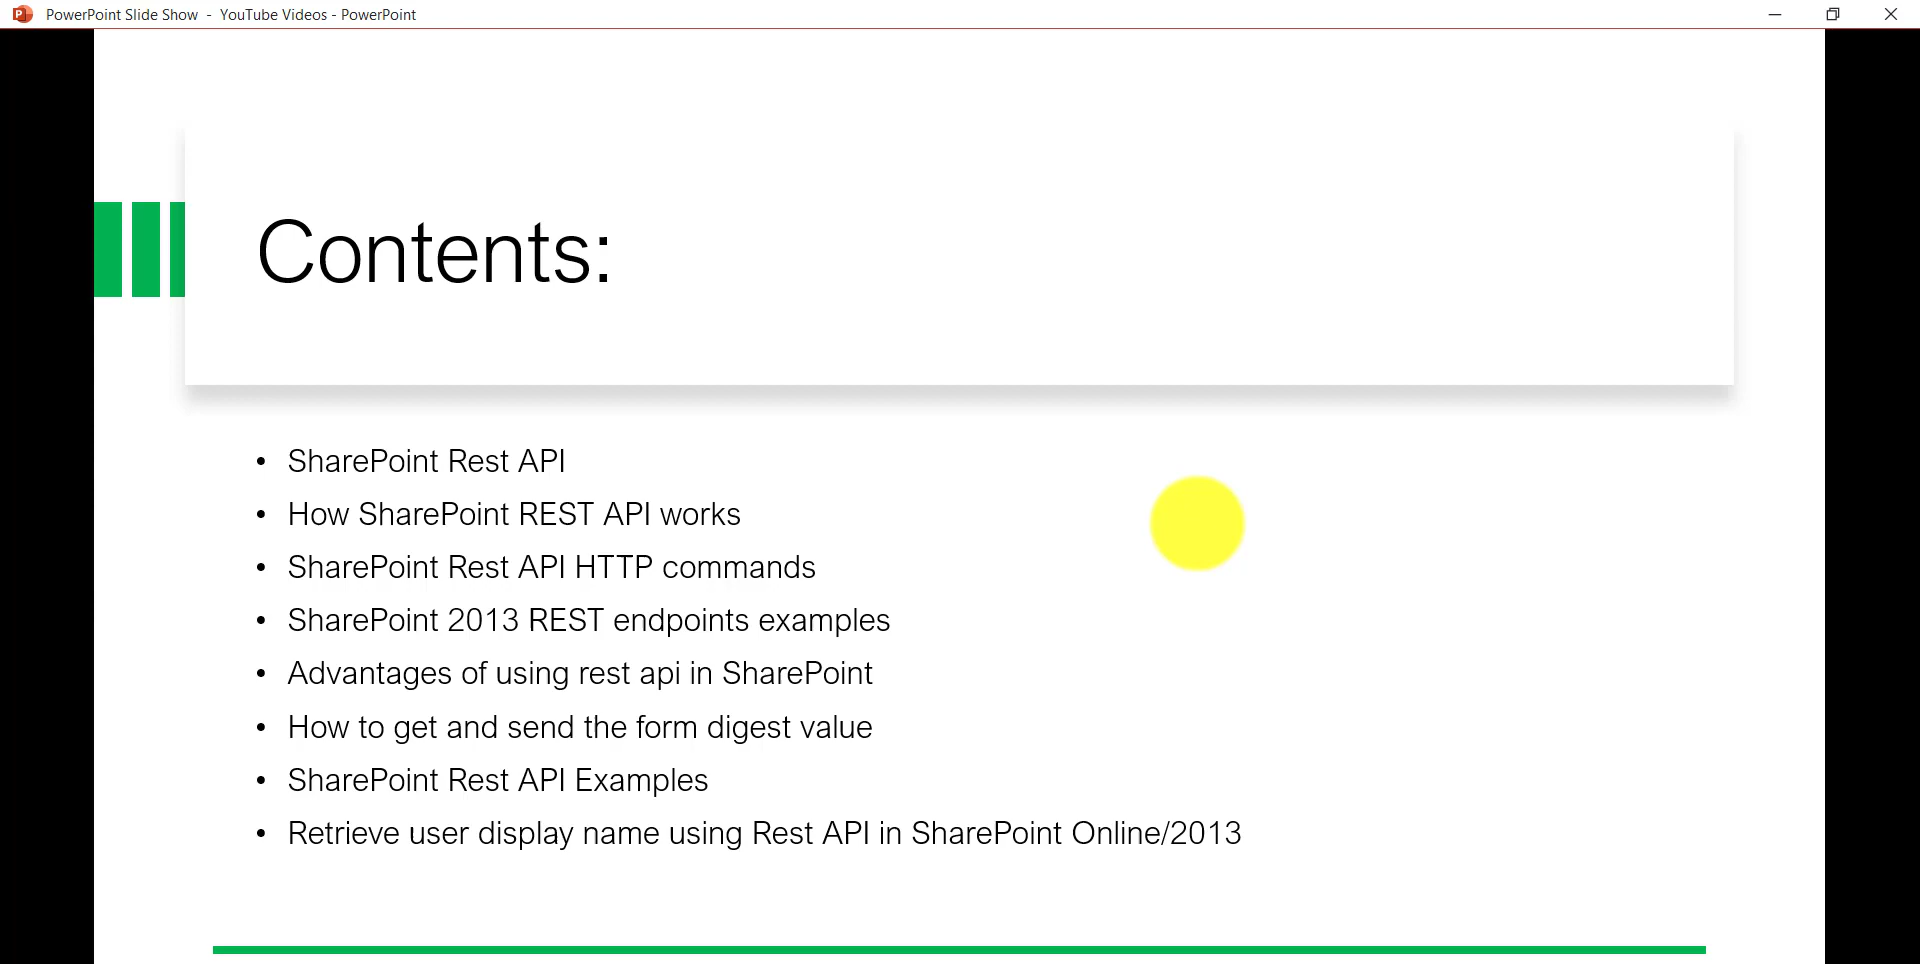 PowerPoint Slide Show - YouTube Videos - PowerPoint
Contents:
• SharePoint Rest API
• How SharePoint REST API works
• SharePoint Rest API HTTP commands
• SharePoint 2013 REST endpoints examples
• Advantages of using rest api in SharePoint
• How to get and send the form digest value
• SharePoint Rest API Examples
• Retrieve user display name using Rest API in SharePoint Online/2013